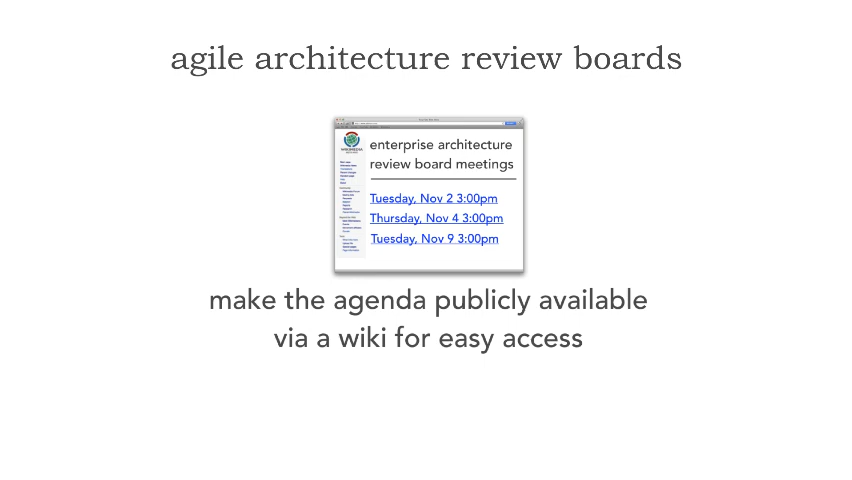 agile architecture review boards
enterprise architecture
review board meetings
Tuesday, Nov 2 3:00pm
Thursday, Nov 4 3:00pm
Tuesday, Nov 9 3:00pm
make the agenda publicly available
via a wiki for easy access